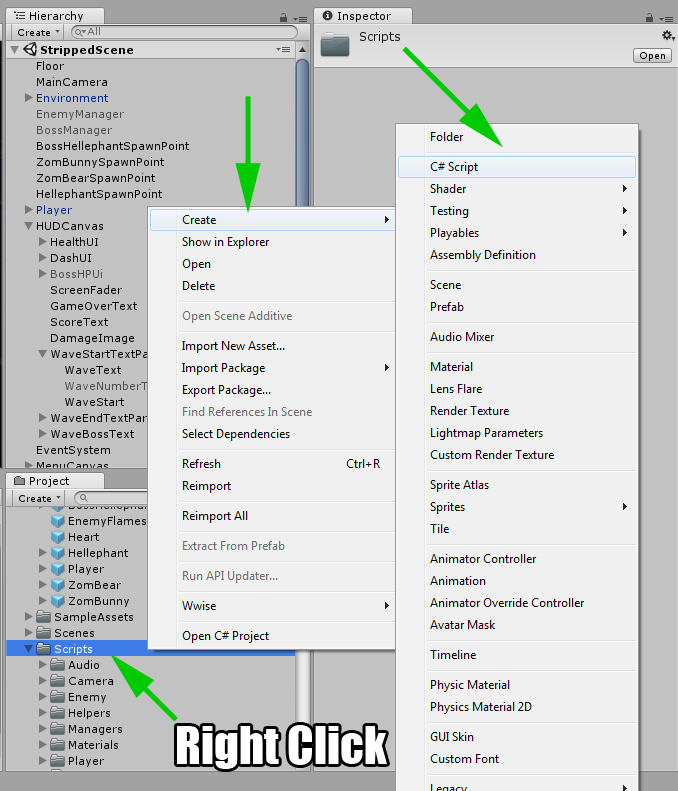 Hierarchy
Create
All
StrippedScene
Floor
MainCamera
Environment
EnemyManager
BossManager
BossHellephantSpawnPoint
ZomBunnySpawnPoint
ZomBearSpawnPoint
HellephantSpawnPoint
Player
HUDCanvas
HealthUI
DashUI
BossHPUi
ScreenFader
GameOverText
ScoreText
DamageImage
WaveStartTextPa
WaveText
WaveNumberT
WaveStart
WaveEndTextPar
WaveBossText
EventSystem
MenuCanvas
Project
Create
BossHellephan
EnemyFlames
Heart
Hellephant
Player
ZomBear
ZomBunny
SampleAssets
Scenes
Scripts
Audio
Camera
Enemy
Helpers
Managers
Materials
Player
Right Click
Create
Show in Explorer
Open
Delete
Open Scene Additive
Import New Asset...
Import Package
Export Package...
Find References In Scene
Select Dependencies
Refresh Ctrl+R
Reimport
Reimport All
Extract From Prefab
Run API Updater...
Wwise
Open C# Project
Inspector
Scripts
Open
Folder
C# Script
Shader
Testing
Playables
Assembly Definition
Scene
Prefab
Audio Mixer
Material
Lens Flare
Render Texture
Lightmap Parameters
Custom Render Texture
Sprite Atlas
Sprites
Tile
Animator Controller
Animation
Animator Override Controller
Avatar Mask
Timeline
Physic Material
Physics Material 2D
GUI Skin
Custom Font
Legacy